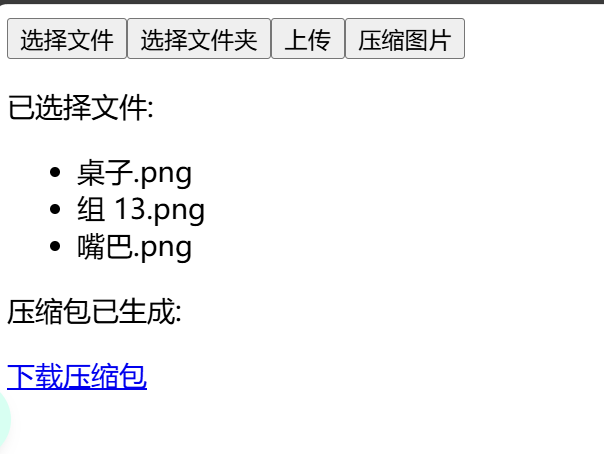 选择文件 选择文件夹 上传 压缩图片
已选择文件:
桌子.png
组 13.png
嘴巴.png
压缩包已生成:
下载压缩包